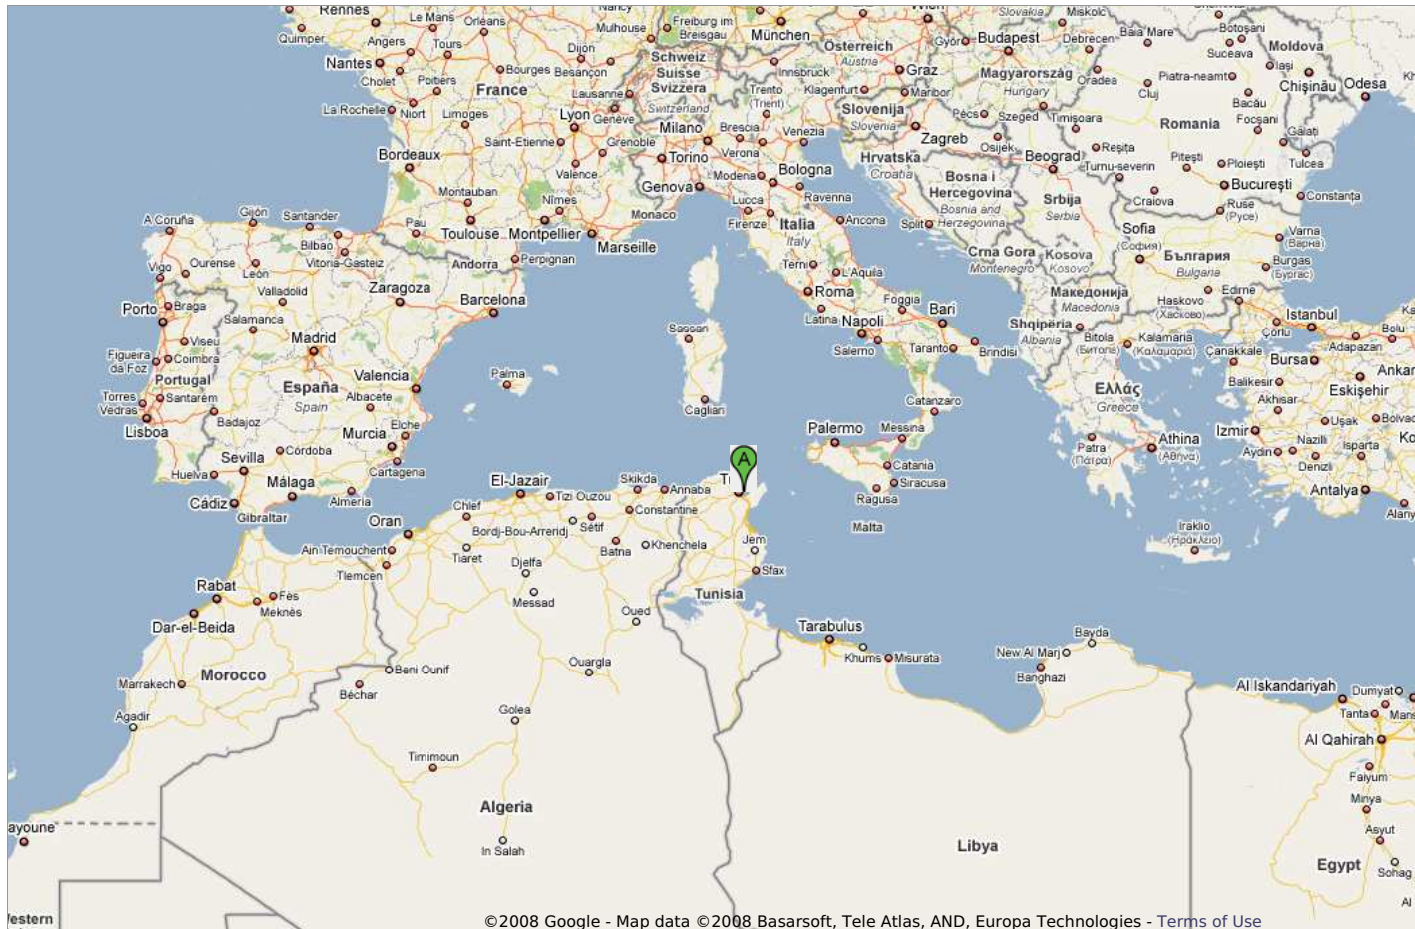 Rennes
Le Mans
Orléans
Nancy
Freiburg im
Breisgau
Mulhouse
München
Wien
Slovakia
Miskolc
Botoşani
Quimper
Angers
Tours
Dijon
Schweiz
Suisse
Svizzera
Switzerland
Österreich
Austria
Győr
Budapest
Debrecen
Baia Mare
Suceava
Moldova
Iaşi
Nantes
Cholet
Poitiers
Bourges
Besançon
Innsbruck
Graz
Magyarország
Hungary
Oradea
Piatra-neamt
Cluj
Chişinău
Odesa
France
Lausanne
Trento
(Trient)
Klagenfurt
Maribor
Bacău
La Rochelle
Niort
Limoges
Lyon
Genève
Slovenija
Slovenia
Pécs
Szeged
Timişoara
Romania
Focşani
Galați
Saint-Etienne
Grenoble
Milano
Brescia
Venezia
Zagreb
Osijek
Reşița
Bordeaux
Valence
Torino
Verona
Hrvatska
Croatia
Beograd
Turnu-severin
Piteşti
Ploieşti
Tulcea
Genova
Modena
Bologna
Bosna i
Hercegovina
Bosnia and
Herzegovina
Bucureşti
Montauban
Nîmes
Monaco
Lucca
Ravenna
Srbija
Serbia
Craiova
Constanța
A Coruña
Gijón
Santander
Pau
Toulouse
Montpellier
Marseille
Firenze
Italia
Italy
Ancona
Split
Ruse
(Русе)
Sofia
(София)
Varna
(Варна)
Bilbao
Vitoria-Gasteiz
Andorra
Perpignan
Crna Gora
Montenegro
Kosova
Kosovo
България
Bulgaria
Burgas
(Бургас)
Vigo
Ourense
León
Terni
L'Aquila
Valladolid
Zaragoza
Barcelona
Roma
Foggia
Bari
Македонија
Macedonia
Haskovo
(Хасково)
Edirne
Porto
Braga
Salamanca
Latina
Napoli
Shqipëria
Albania
Istanbul
Çorlu
Viseu
Madrid
Sassari
Salerno
Taranto
Brindisi
Bitola
(Битола)
Kalamaria
(Καλαμαριά)
Adapazarı
Bolu
Figueira
da Foz
Coimbra
Portugal
España
Spain
Valencia
Palma
Çanakkale
Bursa
Ankar
Torres
Vedras
Santarém
Albacete
Ελλάς
Greece
Balikesir
Eskişehir
Badajoz
Cagliari
Catanzaro
Akhisar
Lisboa
Elche
Murcia
Palermo
Messina
Izmir
Uşak
Bolvad
Sevilla
Córdoba
Patra
(Πάτρα)
Athina
(Αθήνα)
Aydin
Nazilli
Isparta
Ko
Huelva
Cartagena
Catania
Denizli
Málaga
A
Siracusa
Cádiz
Almería
El-Jazair
Skikda
Annaba
Ragusa
Antalya
Gibraltar
Chlef
Tizi Ouzou
Constantine
Malta
Alany
Oran
Bordj-Bou-Arreridj
Sétif
Iraklio
(Ηράκλειο)
Ain Temouchent
Tiaret
Batna
Khenchela
Jem
Tlemcen
Djelfa
Sfax
Rabat
Fès
Messad
Tunisia
Meknès
Oued
Dar-el-Beida
Tarabulus
Bayda
Beni Ounif
Ouargla
Khums
Misurata
New Al Marj
Banghazi
Morocco
Marrakech
Béchar
Al Iskandariyah
Dumyat
Agadir
Golea
Tanta
Mans
Al Qahirah
Timimoun
Faiyum
Algeria
Minya
ayoune
Asyut
In Salah
Libya
Egypt
Sohag
Al
estern
©2008 Google - Map data ©2008 Basarsoft, Tele Atlas, AND, Europa Technologies - Terms of Use